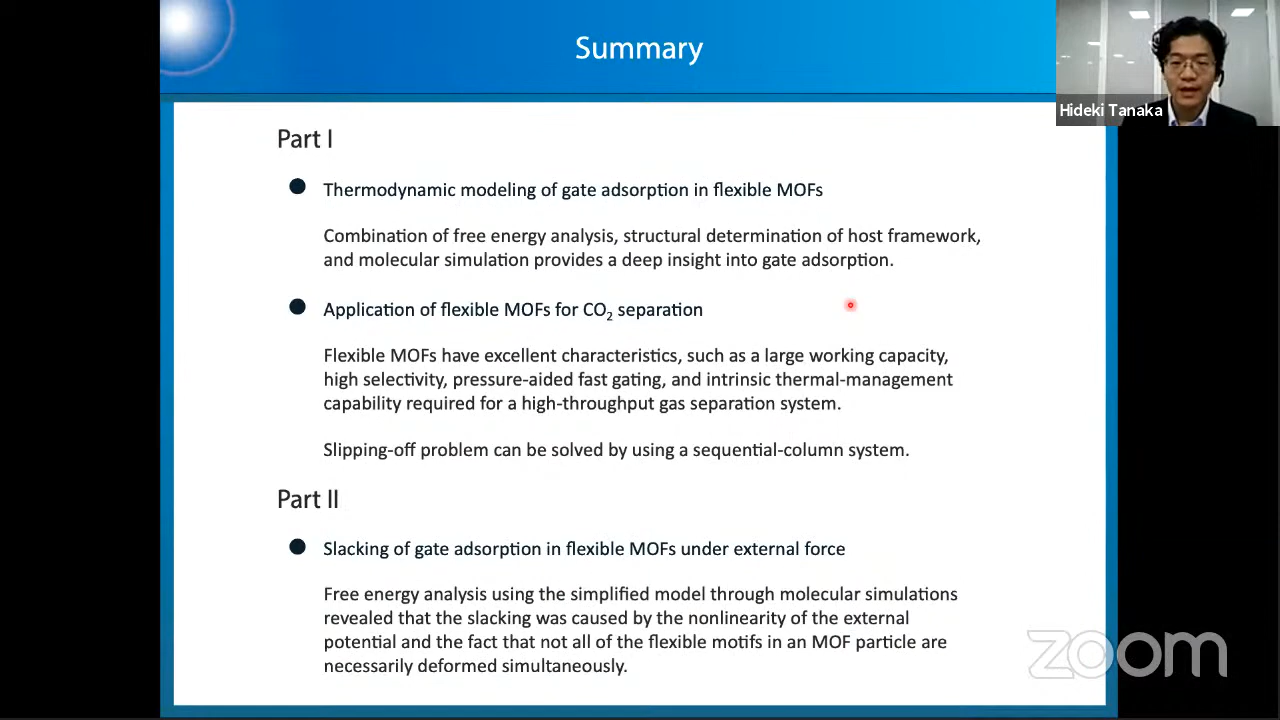 Summary
Hideki Tanaka
Part I
Thermodynamic modeling of gate adsorption in flexible MOFs
Combination of free energy analysis, structural determination of host framework,
and molecular simulation provides a deep insight into gate adsorption.
Application of flexible MOFs for CO₂ separation
Flexible MOFs have excellent characteristics, such as a large working capacity,
high selectivity, pressure-aided fast gating, and intrinsic thermal-management
capability required for a high-throughput gas separation system.
Slipping-off problem can be solved by using a sequential-column system.
Part II
Slacking of gate adsorption in flexible MOFs under external force
Free energy analysis using the simplified model through molecular simulations
revealed that the slacking was caused by the nonlinearity of the external
potential and the fact that not all of the flexible motifs in an MOF particle are
necessarily deformed simultaneously.
zoom